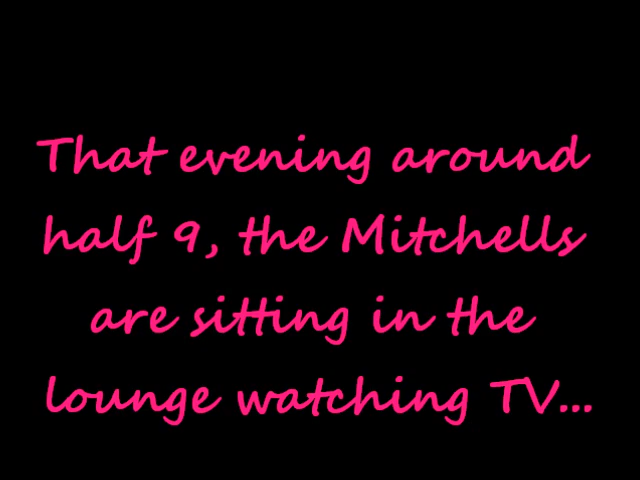 That evening around
half 9, the Mitchells
are sitting in the
lounge watching TV...